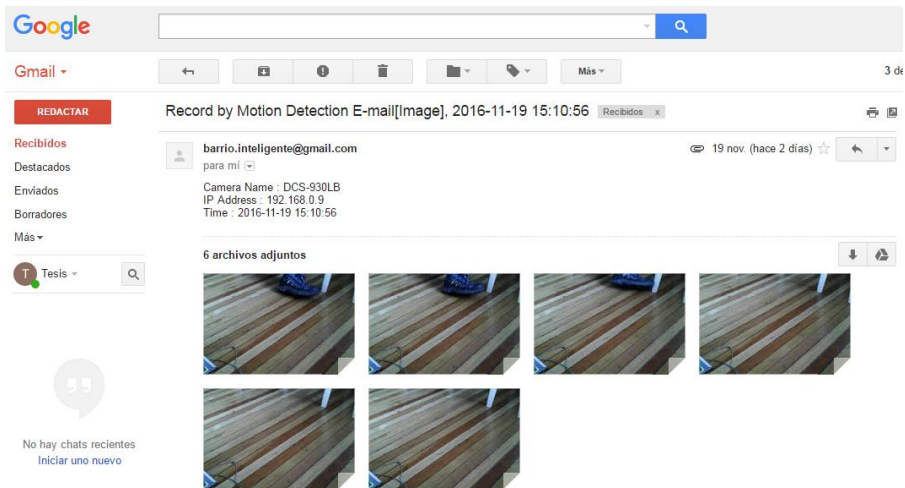 Google
Gmail
Más
3 de
REDACTAR
Record by Motion Detection E-mail[Image], 2016-11-19 15:10:56 Recibidos x
Recibidos
Destacados
Enviados
Borradores
Más
Tesis
T
barrio.inteligente@gmail.com
19 nov. (hace 2 días)
para mí
Camera Name : DCS-930LB
IP Address : 192.168.0.9
Time : 2016-11-19 15:10:56
6 archivos adjuntos
No hay chats recientes
Iniciar uno nuevo